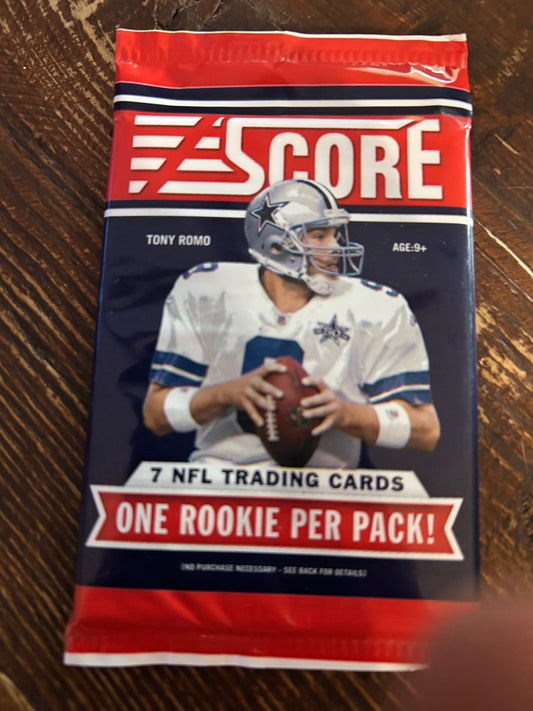 SCORE
TONY ROMO
AGE:9+
7 NFL TRADING CARDS
ONE ROOKIE PER PACK!
(NO PURCHASE NECESSARY - SEE BACK FOR DETAILS)